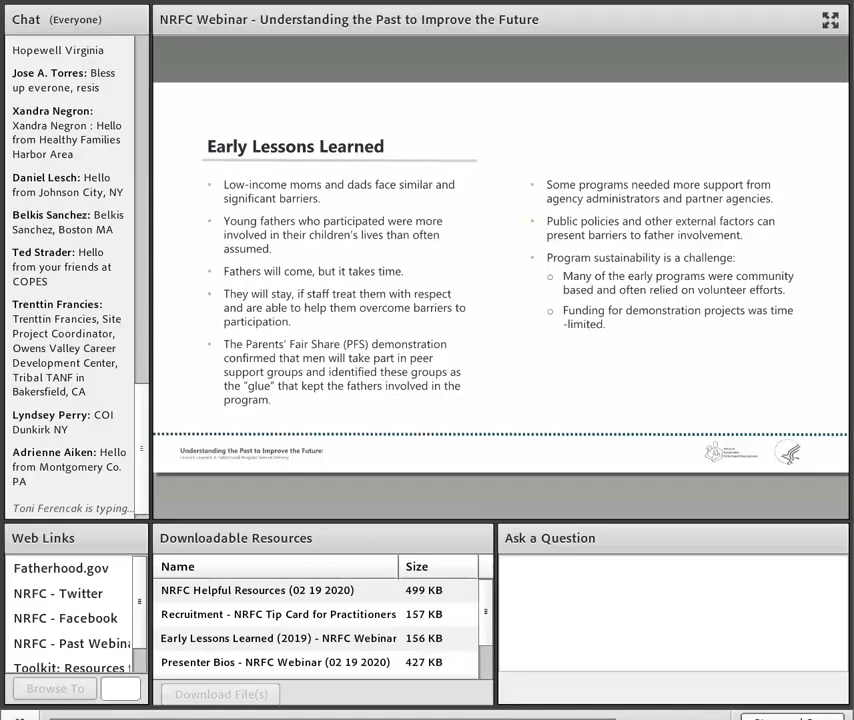 Chat (Everyone)
Hopewell Virginia
Jose A. Torres: Bless
up everone, resis
Xandra Negron:
Xandra Negron : Hello
from Healthy Families
Harbor Area
Daniel Lesch: Hello
from Johnson City, NY
Belkis Sanchez: Belkis
Sanchez, Boston MA
Ted Strader: Hello
from your friends at
COPES
Trenttin Francies:
Trenttin Francies, Site
Project Coordinator,
Owens Valley Career
Development Center,
Tribal TANF in
Bakersfield, CA
Lyndsey Perry: COI
Dunkirk NY
Adrienne Aiken: Hello
from Montgomery Co.
PA
Toni Ferencak is typing...
NRFC Webinar - Understanding the Past to Improve the Future
Early Lessons Learned
• Low-income moms and dads face similar and
significant barriers.
• Young fathers who participated were more
involved in their children's lives than often
assumed.
• Fathers will come, but it takes time.
• They will stay, if staff treat them with respect
and are able to help them overcome barriers to
participation.
• The Parents' Fair Share (PFS) demonstration
confirmed that men will take part in peer
support groups and identified these groups as
the "glue" that kept the fathers involved in the
program.
• Some programs needed more support from
agency administrators and partner agencies.
• Public policies and other external factors can
present barriers to father involvement.
• Program sustainability is a challenge:
o Many of the early programs were community
based and often relied on volunteer efforts.
o Funding for demonstration projects was time
-limited.
Understanding the Past to Improve the Future:
Lessons Learned in Fatherhood Program Service Delivery
Web Links
Fatherhood.gov
NRFC - Twitter
NRFC - Facebook
NRFC - Past Webina
Toolkit: Resources f
Browse To
Downloadable Resources
Name Size
NRFC Helpful Resources (02 19 2020) 499 KB
Recruitment - NRFC Tip Card for Practitioners 157 KB
Early Lessons Learned (2019) - NRFC Webinar 156 KB
Presenter Bios - NRFC Webinar (02 19 2020) 427 KB
Download File(s)
Ask a Question